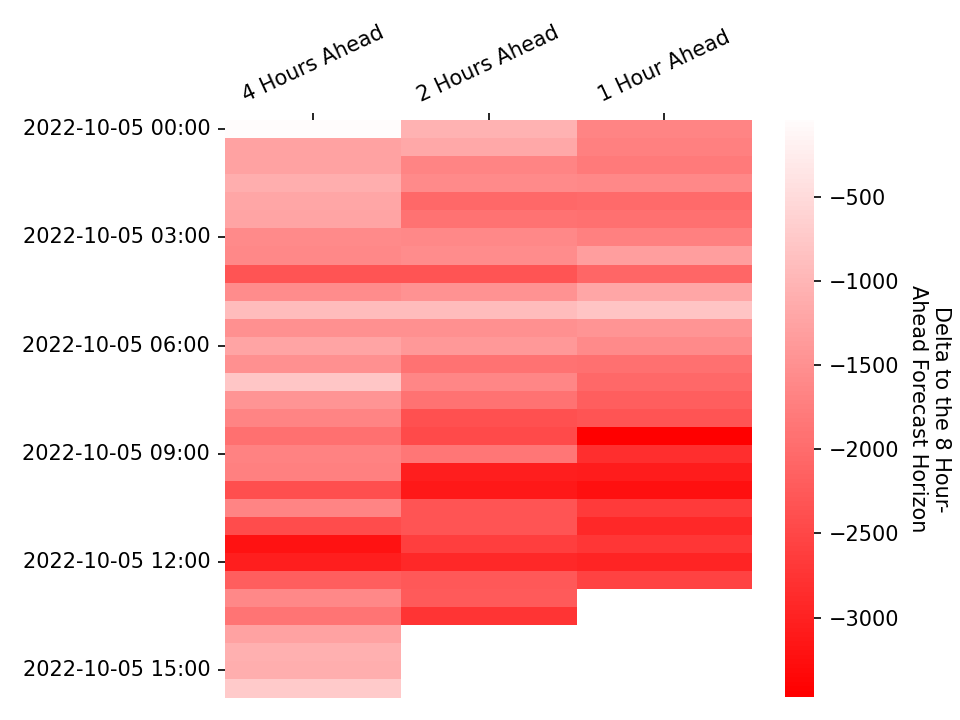 4 Hours Ahead
2 Hours Ahead
1 Hour Ahead
2022-10-05 00:00
2022-10-05 03:00
2022-10-05 06:00
2022-10-05 09:00
2022-10-05 12:00
2022-10-05 15:00
−500
−1000
−1500
−2000
−2500
−3000
Delta to the 8 Hour-
Ahead Forecast Horizon